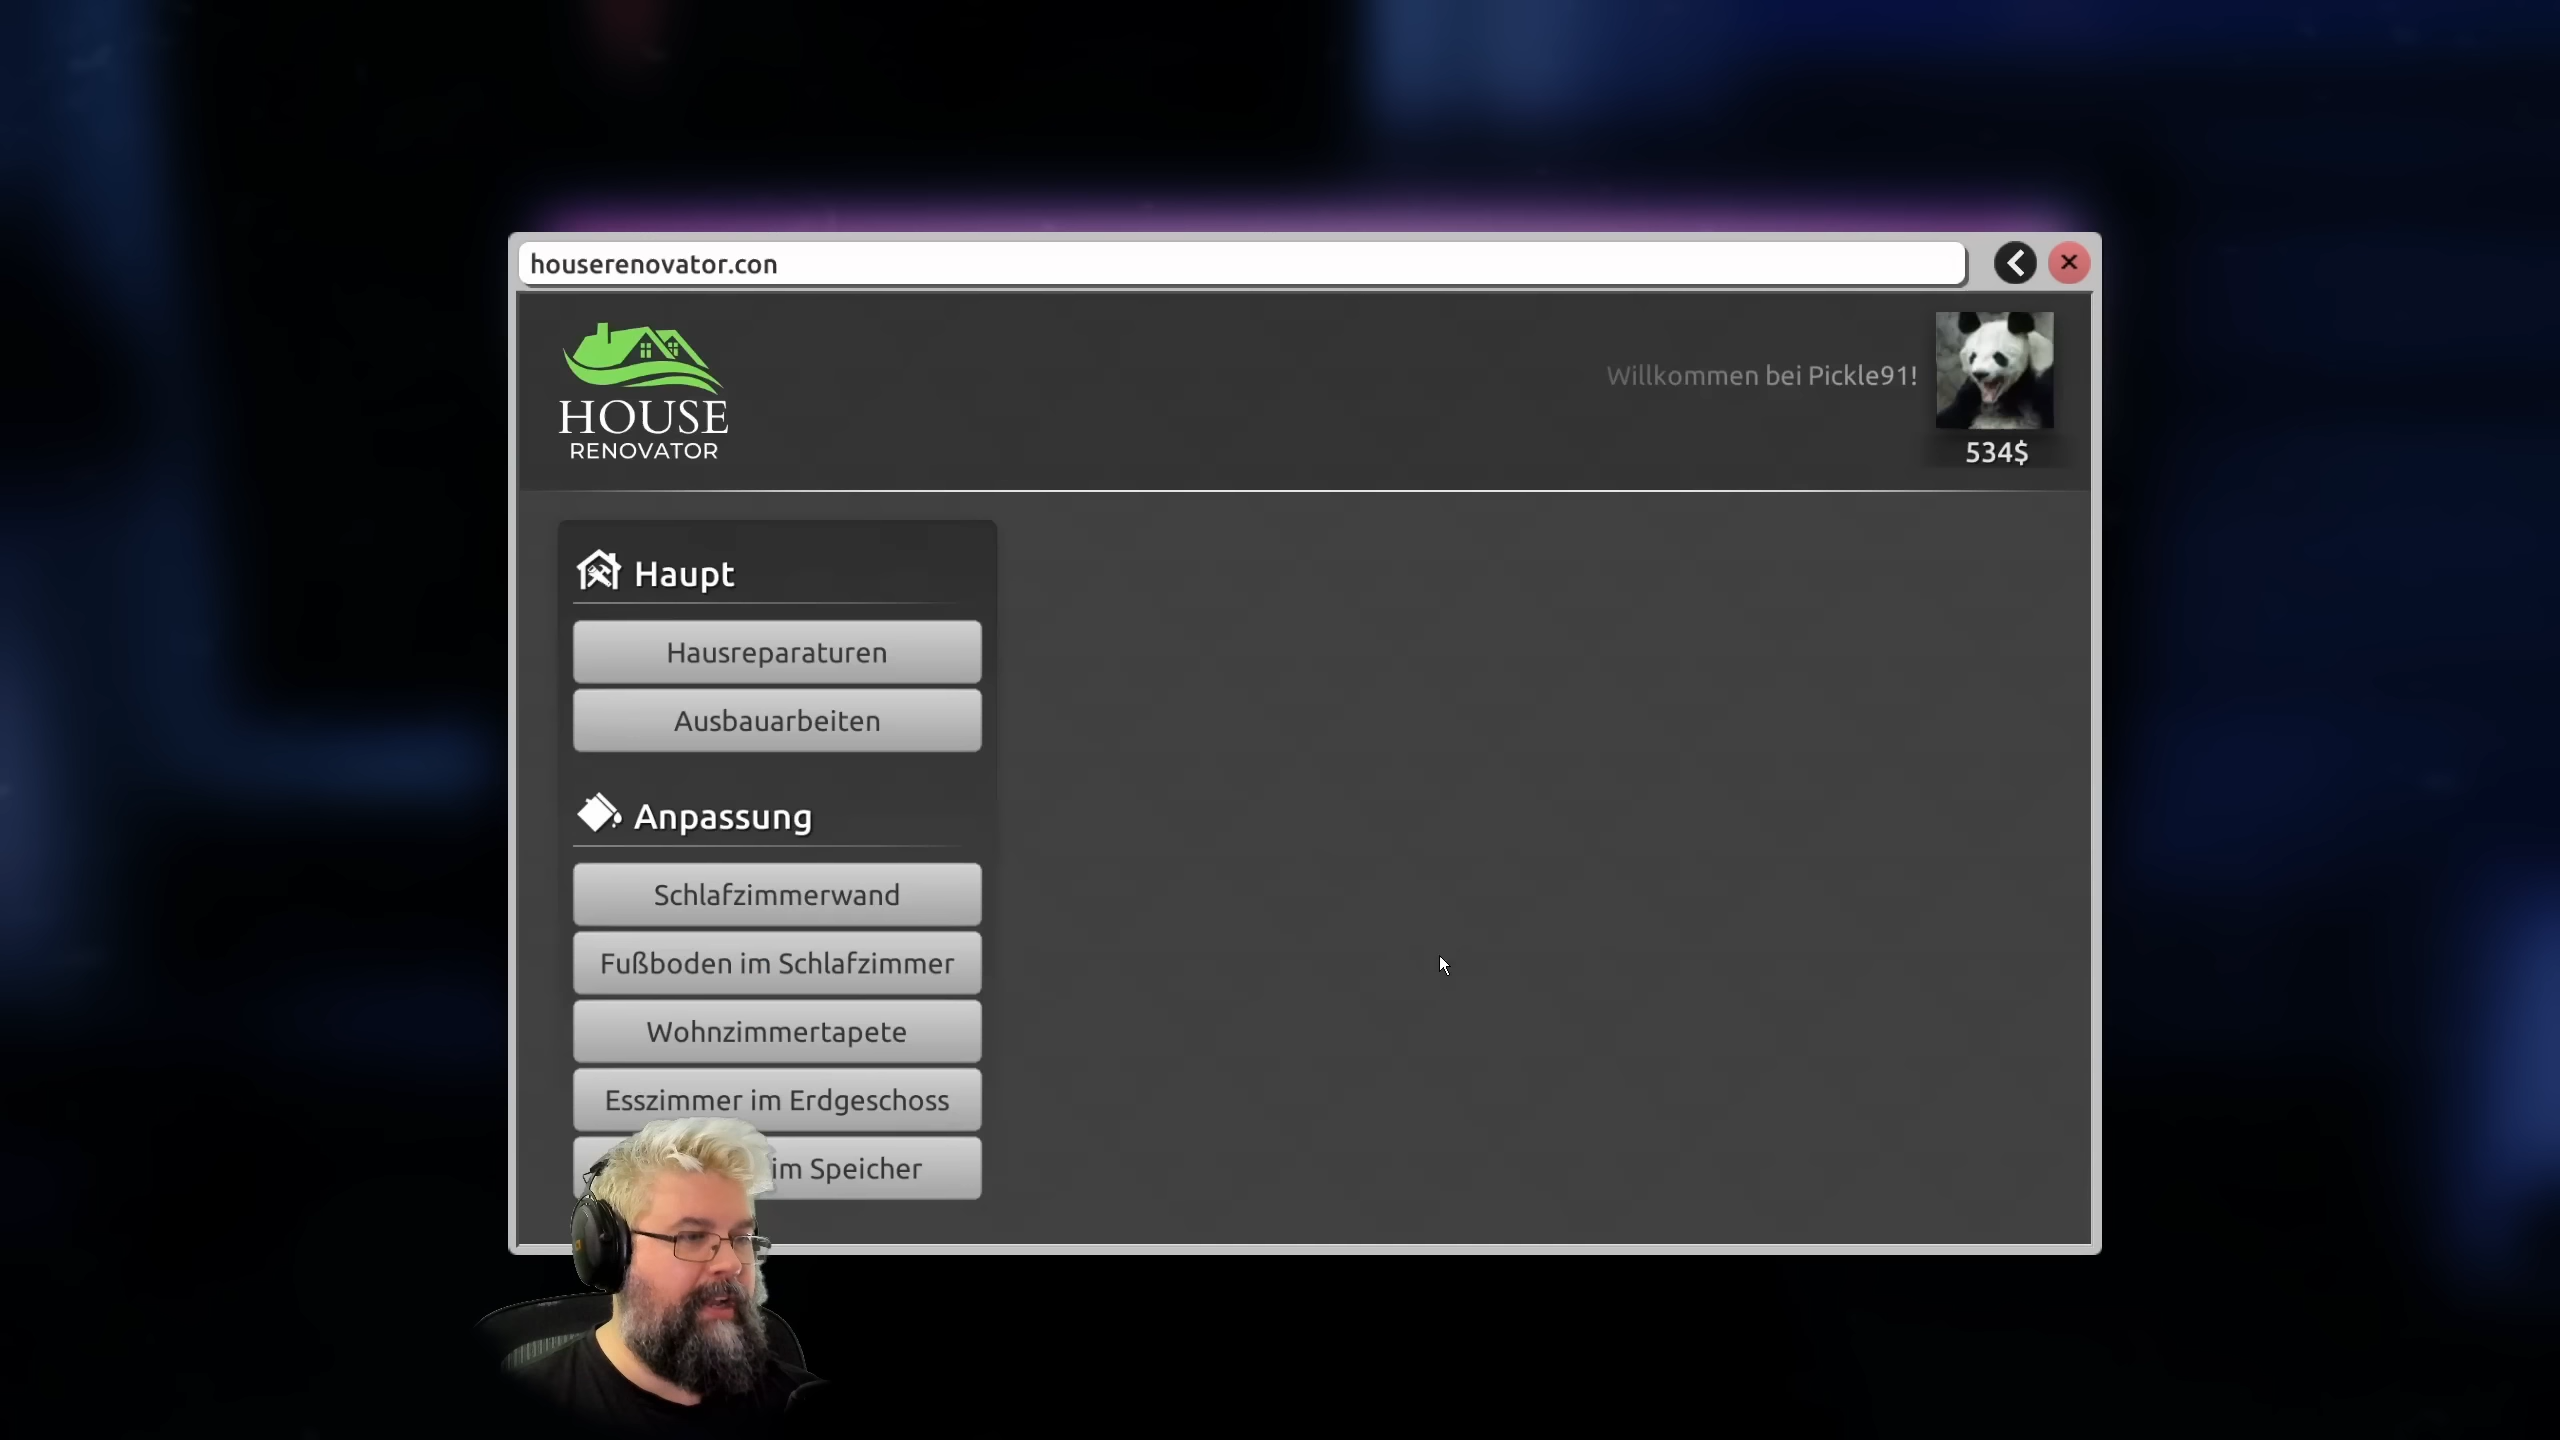 houserenovator.con
HOUSE
RENOVATOR
Willkommen bei Pickle91!
534$
Haupt
Hausreparaturen
Ausbauarbeiten
Anpassung
Schlafzimmerwand
Fußboden im Schlafzimmer
Wohnzimmertapete
Esszimmer im Erdgeschoss
im Speicher